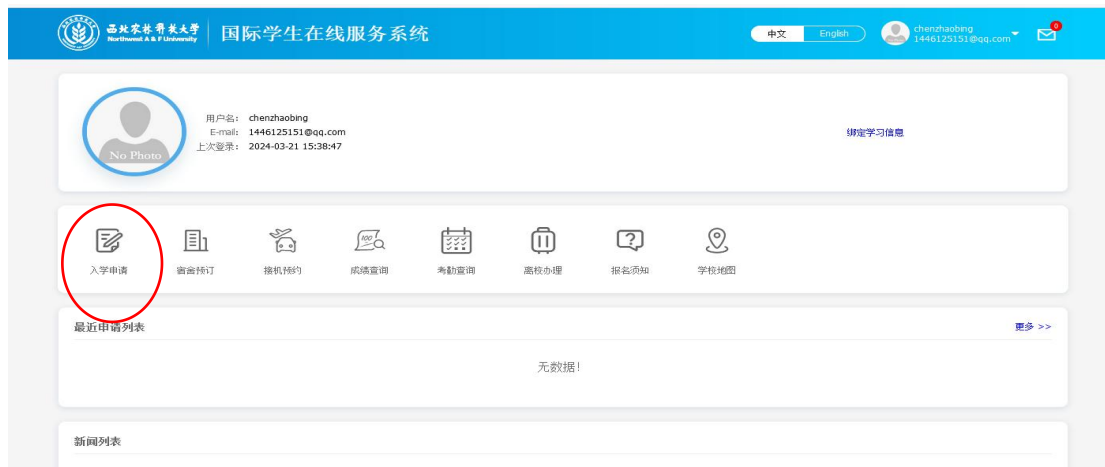 西北农林科技大学
Northwest A & F University
国际学生在线服务系统
中文 English
chenzhaobing
1446125151@qq.com
0
No Photo
用户名: chenzhaobing
E-mail: 1446125151@qq.com
上次登录: 2024-03-21 15:38:47
绑定学习信息
100
入学申请 宿舍预订 接机预约 成绩查询 考勤查询 离校办理 报名须知 学校地图
最近申请列表 更多 >>
无数据!
新闻列表